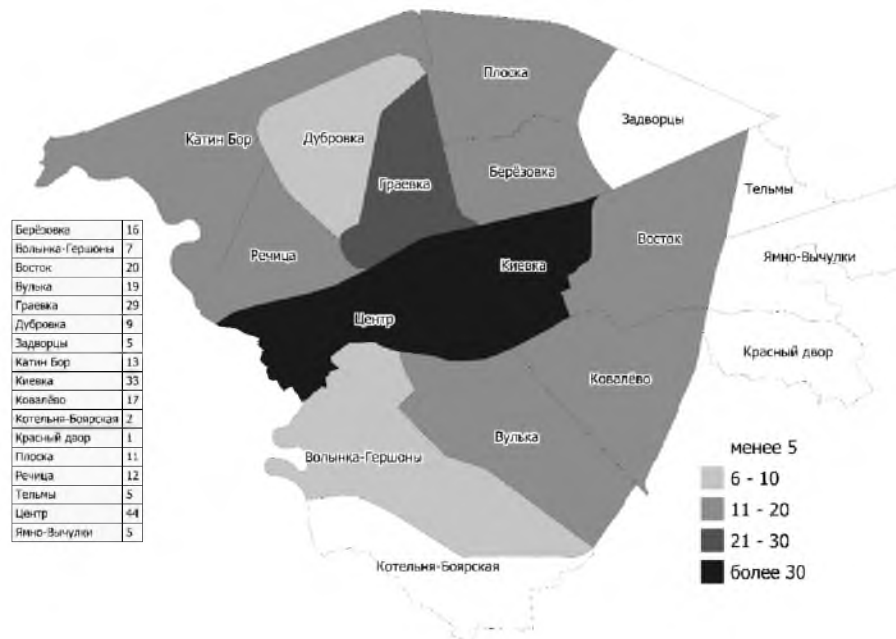 Плоска
Задворцы
Катин Бор
Дубровка
Граевка
Берёзовка
Тельмы
Речица
Киевка
Восток
Ямно-Вычулки
Центр
Красный двор
Ковалёво
Вулька
Волынка-Гершоны
Котельня-Боярская
Берёзовка 16
Волынка-Гершоны 7
Восток 20
Вулька 19
Граевка 29
Дубровка 9
Задворцы 5
Катин Бор 13
Киевка 33
Ковалёво 17
Котельня-Боярская 2
Красный двор 1
Плоска 11
Речица 12
Тельмы 5
Центр 44
Ямно-Вычулки 5
менее 5
6 - 10
11 - 20
21 - 30
более 30